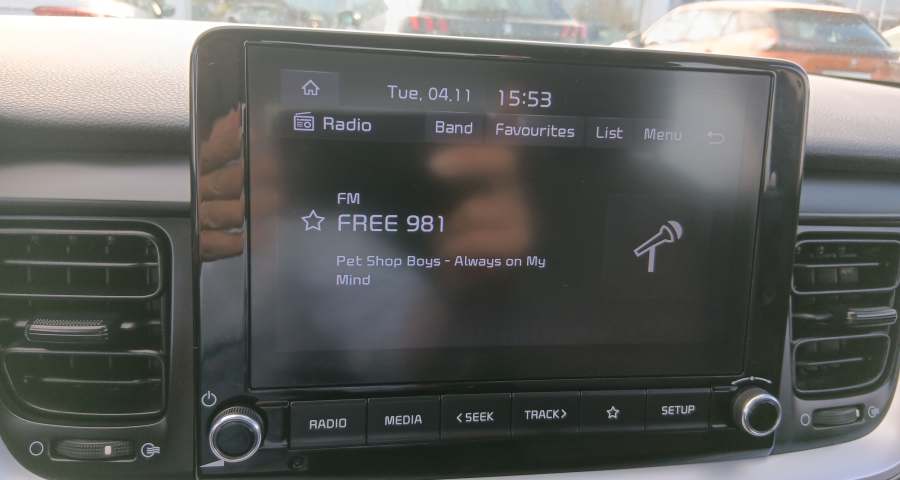 Tue, 04.11 15:53
Radio Band Favourites List Menu
FM
FREE 981
Pet Shop Boys - Always on My
Mind
RADIO MEDIA <SEEK TRACK> SETUP